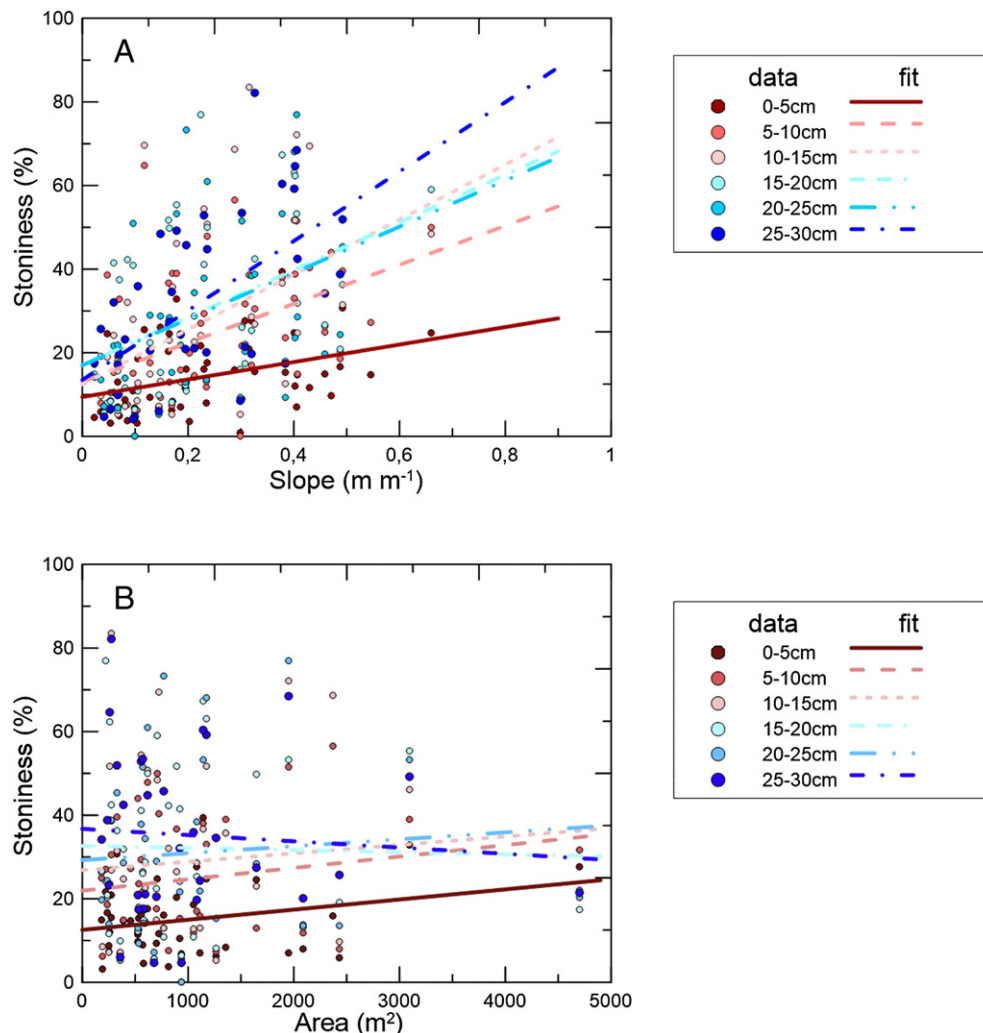 A
100
80
60
40
20
0
Stoniness (%)
0 0,2 0,4 0,6 0,8 1
Slope (m m-1)
data fit
0-5cm
5-10cm
10-15cm
15-20cm
20-25cm
25-30cm
B
100
80
60
40
20
0
Stoniness (%)
0 1000 2000 3000 4000 5000
Area (m²)
data fit
0-5cm
5-10cm
10-15cm
15-20cm
20-25cm
25-30cm